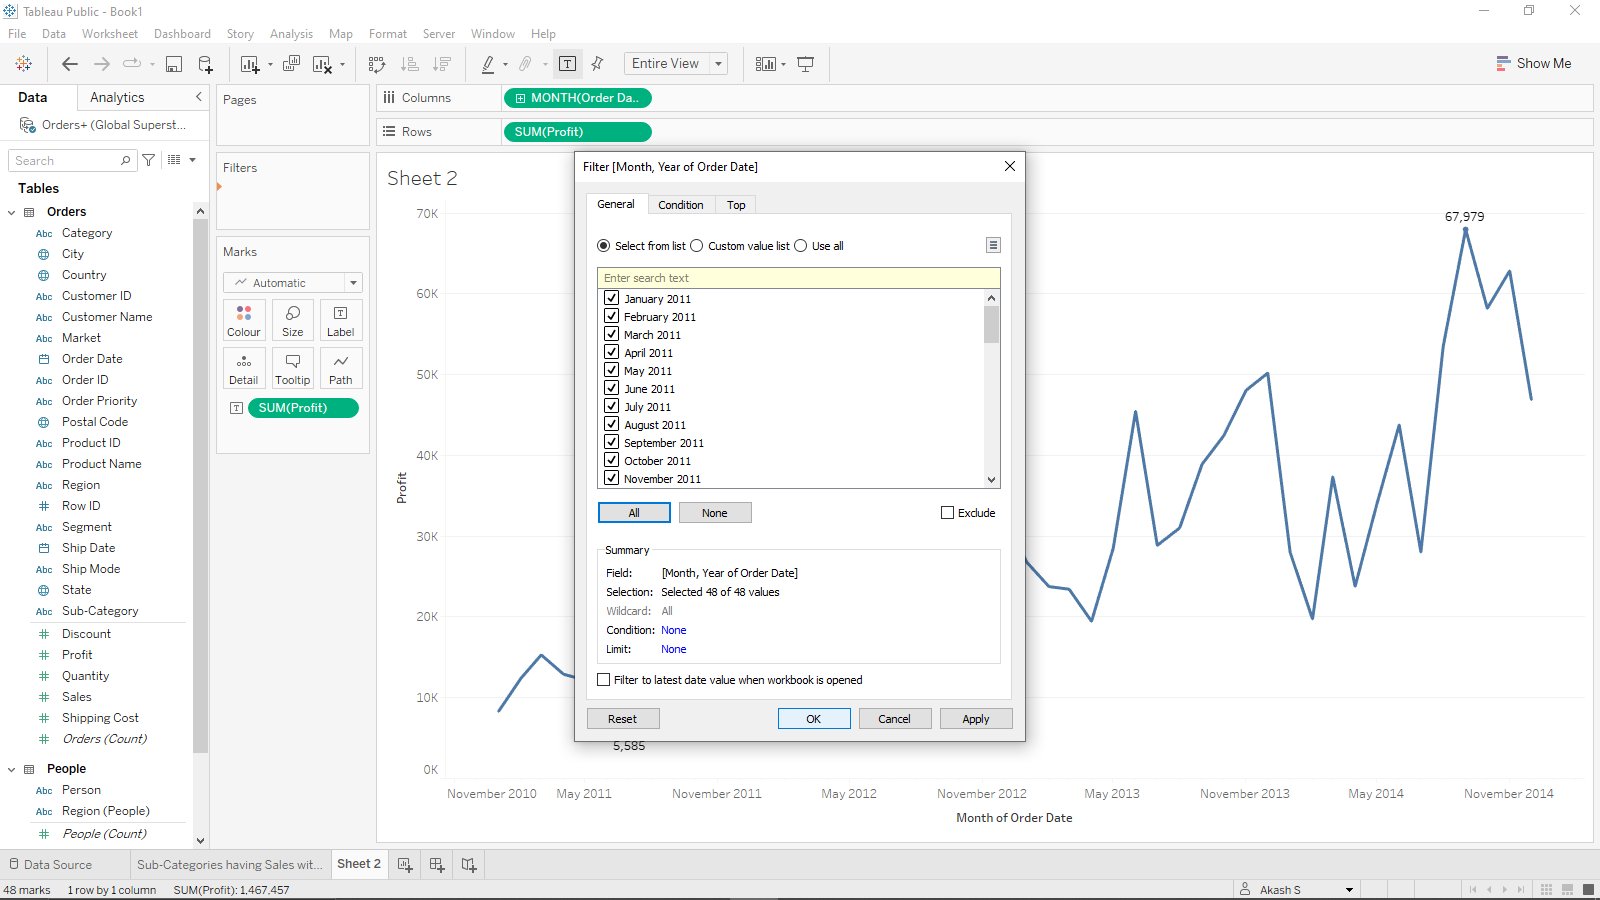 Tableau Public - Book1
File Data Worksheet Dashboard Story Analysis Map Format Server Window Help
Entire View
Show Me
Data Analytics
Orders+ (Global Superst...
Search
Tables
Orders
Abc Category
City
Country
Abc Customer ID
Abc Customer Name
Abc Market
Order Date
Abc Order ID
Abc Order Priority
Postal Code
Abc Product ID
Abc Product Name
Abc Region
Row ID
Abc Segment
Ship Date
Abc Ship Mode
State
Abc Sub-Category
Discount
Profit
Quantity
Sales
Shipping Cost
Orders (Count)
People
Abc Person
Abc Region (People)
People (Count)
Pages
Filters
Marks
Automatic
Colour Size Label
Detail Tooltip Path
SUM(Profit)
Columns MONTH(Order Da..
Rows SUM(Profit)
Sheet 2
70K
60K
50K
40K
30K
20K
10K
0K
Profit
67,979
5,585
November 2010 May 2011 November 2011 May 2012 November 2012 May 2013 November 2013 May 2014 November 2014
Month of Order Date
Filter [Month, Year of Order Date]
General Condition Top
Select from list Custom value list Use all
Enter search text
January 2011
February 2011
March 2011
April 2011
May 2011
June 2011
July 2011
August 2011
September 2011
October 2011
November 2011
All None Exclude
Summary
Field: [Month, Year of Order Date]
Selection: Selected 48 of 48 values
Wildcard: All
Condition: None
Limit: None
Filter to latest date value when workbook is opened
Reset OK Cancel Apply
Data Source Sub-Categories having Sales wit... Sheet 2
48 marks 1 row by 1 column SUM(Profit): 1,467,457 Akash S